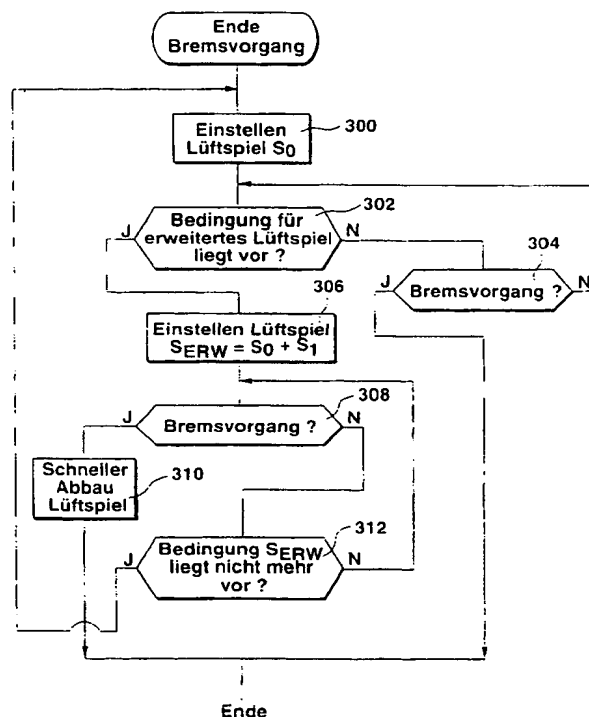 Ende
Bremsvorgang
Einstellen
Lüftspiel S0
300
302
Bedingung für
J erweitertes Lüftspiel N
liegt vor ?
304
J Bremsvorgang ? N
306
Einstellen Lüftspiel
SERW = S0 + S1
308
J Bremsvorgang ? N
Schneller
Abbau
Lüftspiel
310
312
Bedingung SERW
J liegt nicht mehr N
vor ?
Ende